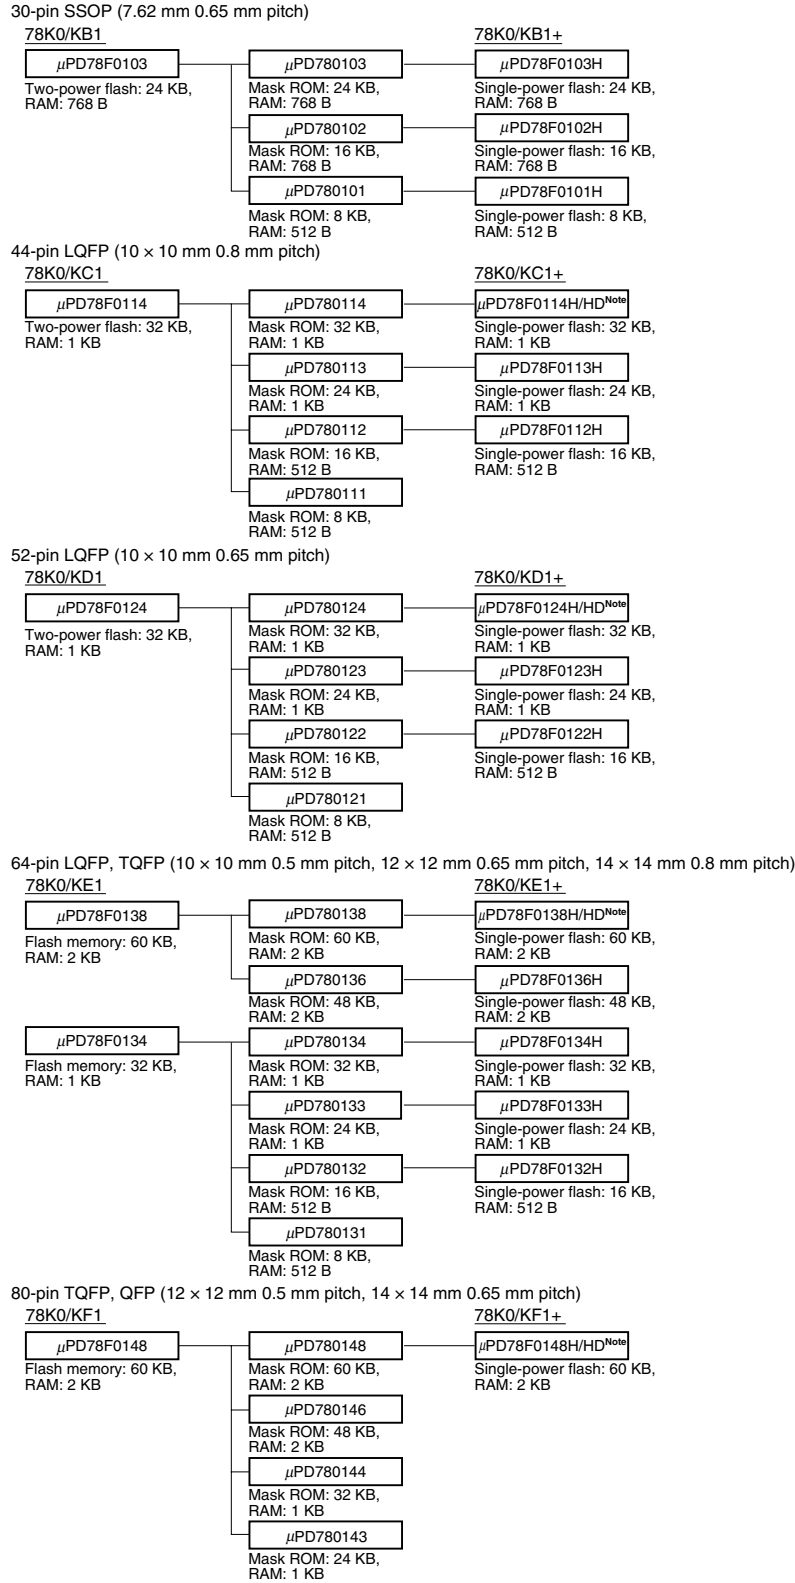 30-pin SSOP (7.62 mm 0.65 mm pitch)
78K0/KB1
78K0/KB1+
μPD78F0103
μPD780103
μPD78F0103H
Two-power flash: 24 KB,
RAM: 768 B
Mask ROM: 24 KB,
RAM: 768 B
Single-power flash: 24 KB,
RAM: 768 B
μPD780102
μPD78F0102H
Mask ROM: 16 KB,
RAM: 768 B
Single-power flash: 16 KB,
RAM: 768 B
μPD780101
μPD78F0101H
Mask ROM: 8 KB,
RAM: 512 B
Single-power flash: 8 KB,
RAM: 512 B
44-pin LQFP (10 × 10 mm 0.8 mm pitch)
78K0/KC1
78K0/KC1+
μPD78F0114
μPD780114
μPD78F0114H/HDNote
Two-power flash: 32 KB,
RAM: 1 KB
Mask ROM: 32 KB,
RAM: 1 KB
Single-power flash: 32 KB,
RAM: 1 KB
μPD780113
μPD78F0113H
Mask ROM: 24 KB,
RAM: 1 KB
Single-power flash: 24 KB,
RAM: 1 KB
μPD780112
μPD78F0112H
Mask ROM: 16 KB,
RAM: 512 B
Single-power flash: 16 KB,
RAM: 512 B
μPD780111
Mask ROM: 8 KB,
RAM: 512 B
52-pin LQFP (10 × 10 mm 0.65 mm pitch)
78K0/KD1
78K0/KD1+
μPD78F0124
μPD780124
μPD78F0124H/HDNote
Two-power flash: 32 KB,
RAM: 1 KB
Mask ROM: 32 KB,
RAM: 1 KB
Single-power flash: 32 KB,
RAM: 1 KB
μPD780123
μPD78F0123H
Mask ROM: 24 KB,
RAM: 1 KB
Single-power flash: 24 KB,
RAM: 1 KB
μPD780122
μPD78F0122H
Mask ROM: 16 KB,
RAM: 512 B
Single-power flash: 16 KB,
RAM: 512 B
μPD780121
Mask ROM: 8 KB,
RAM: 512 B
64-pin LQFP, TQFP (10 × 10 mm 0.5 mm pitch, 12 × 12 mm 0.65 mm pitch, 14 × 14 mm 0.8 mm pitch)
78K0/KE1
78K0/KE1+
μPD78F0138
μPD780138
μPD78F0138H/HDNote
Flash memory: 60 KB,
RAM: 2 KB
Mask ROM: 60 KB,
RAM: 2 KB
Single-power flash: 60 KB,
RAM: 2 KB
μPD780136
μPD78F0136H
Mask ROM: 48 KB,
RAM: 2 KB
Single-power flash: 48 KB,
RAM: 2 KB
μPD78F0134
μPD780134
μPD78F0134H
Flash memory: 32 KB,
RAM: 1 KB
Mask ROM: 32 KB,
RAM: 1 KB
Single-power flash: 32 KB,
RAM: 1 KB
μPD780133
μPD78F0133H
Mask ROM: 24 KB,
RAM: 1 KB
Single-power flash: 24 KB,
RAM: 1 KB
μPD780132
μPD78F0132H
Mask ROM: 16 KB,
RAM: 512 B
Single-power flash: 16 KB,
RAM: 512 B
μPD780131
Mask ROM: 8 KB,
RAM: 512 B
80-pin TQFP, QFP (12 × 12 mm 0.5 mm pitch, 14 × 14 mm 0.65 mm pitch)
78K0/KF1
78K0/KF1+
μPD78F0148
μPD780148
μPD78F0148H/HDNote
Flash memory: 60 KB,
RAM: 2 KB
Mask ROM: 60 KB,
RAM: 2 KB
Single-power flash: 60 KB,
RAM: 2 KB
μPD780146
Mask ROM: 48 KB,
RAM: 2 KB
μPD780144
Mask ROM: 32 KB,
RAM: 1 KB
μPD780143
Mask ROM: 24 KB,
RAM: 1 KB